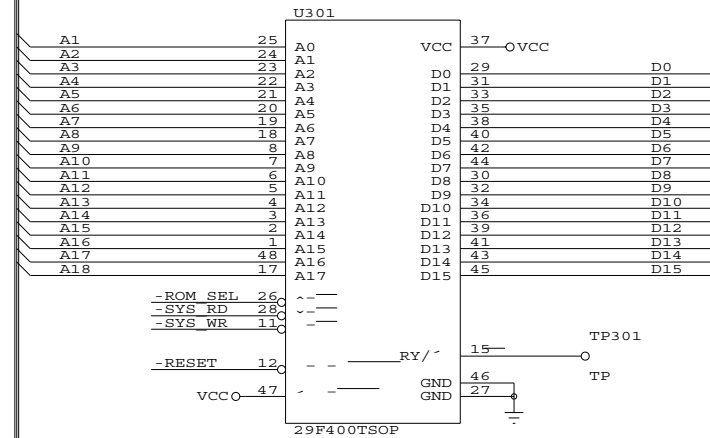 U301
A1 25 A0 VCC 37 VCC
A2 24 A1
A3 23 A2 D0 29 D0
A4 22 A3 D1 31 D1
A5 21 A4 D2 33 D2
A6 20 A5 D3 35 D3
A7 19 A6 D4 38 D4
A8 18 A7 D5 40 D5
A9 8 A8 D6 42 D6
A10 7 A9 D7 44 D7
A11 6 A10 D8 30 D8
A12 5 A11 D9 32 D9
A13 4 A12 D10 34 D10
A14 3 A13 D11 36 D11
A15 2 A14 D12 39 D12
A16 1 A15 D13 41 D13
A17 48 A16 D14 43 D14
A18 17 A17 D15 45 D15
-ROM_SEL 26
-SYS_RD 28
-SYS_WR 11
TP301
RY/ 15
-RESET 12 TP
GND 46
VCC 47 GND 27
29F400TSOP